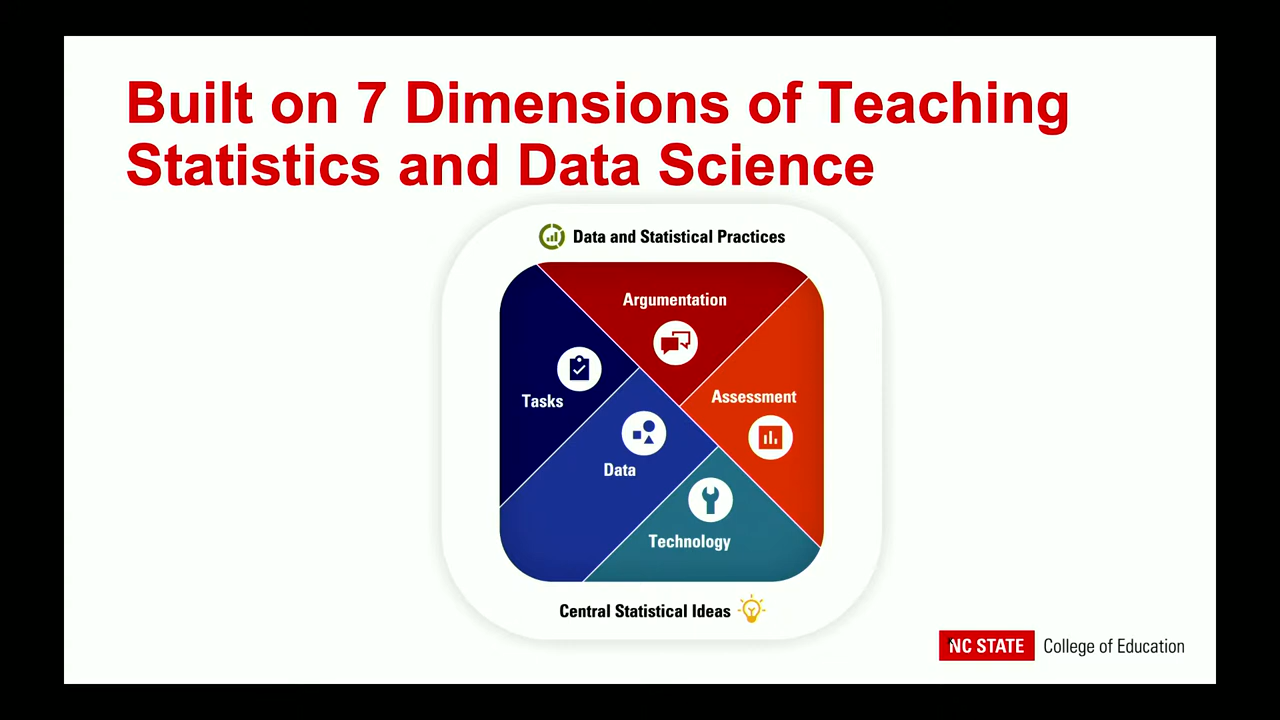 Built on 7 Dimensions of Teaching
Statistics and Data Science
Data and Statistical Practices
Argumentation
Tasks
Assessment
Data
Technology
Central Statistical Ideas
NC STATE College of Education